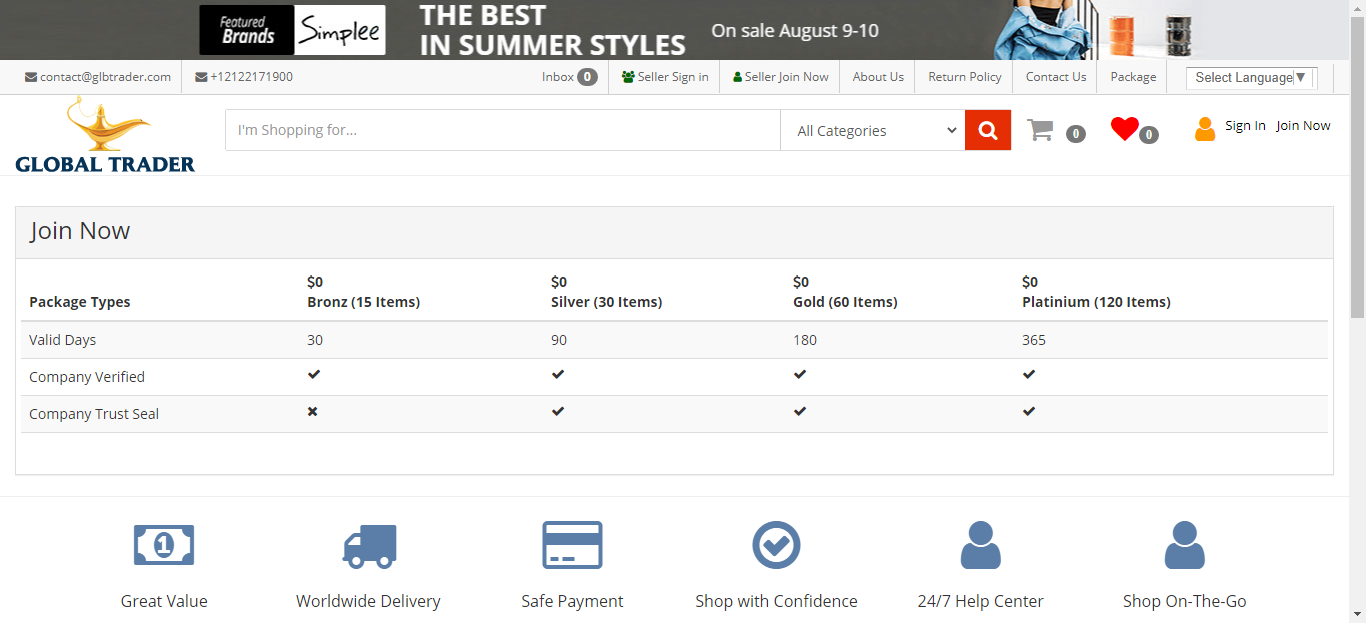 Featured
Brands
Simplee
THE BEST
IN SUMMER STYLES
On sale August 9-10
contact@glbtrader.com
+12122171900
Inbox 0
Seller Sign in
Seller Join Now
About Us
Return Policy
Contact Us
Package
Select Language▼
GLOBAL TRADER
I'm Shopping for...
All Categories
0
0
Sign In
Join Now
Join Now
Package Types
$0
Bronz (15 Items)
$0
Silver (30 Items)
$0
Gold (60 Items)
$0
Platinium (120 Items)
Valid Days 30 90 180 365
Company Verified
Company Trust Seal
1
Great Value
Worldwide Delivery
Safe Payment
Shop with Confidence
24/7 Help Center
Shop On-The-Go